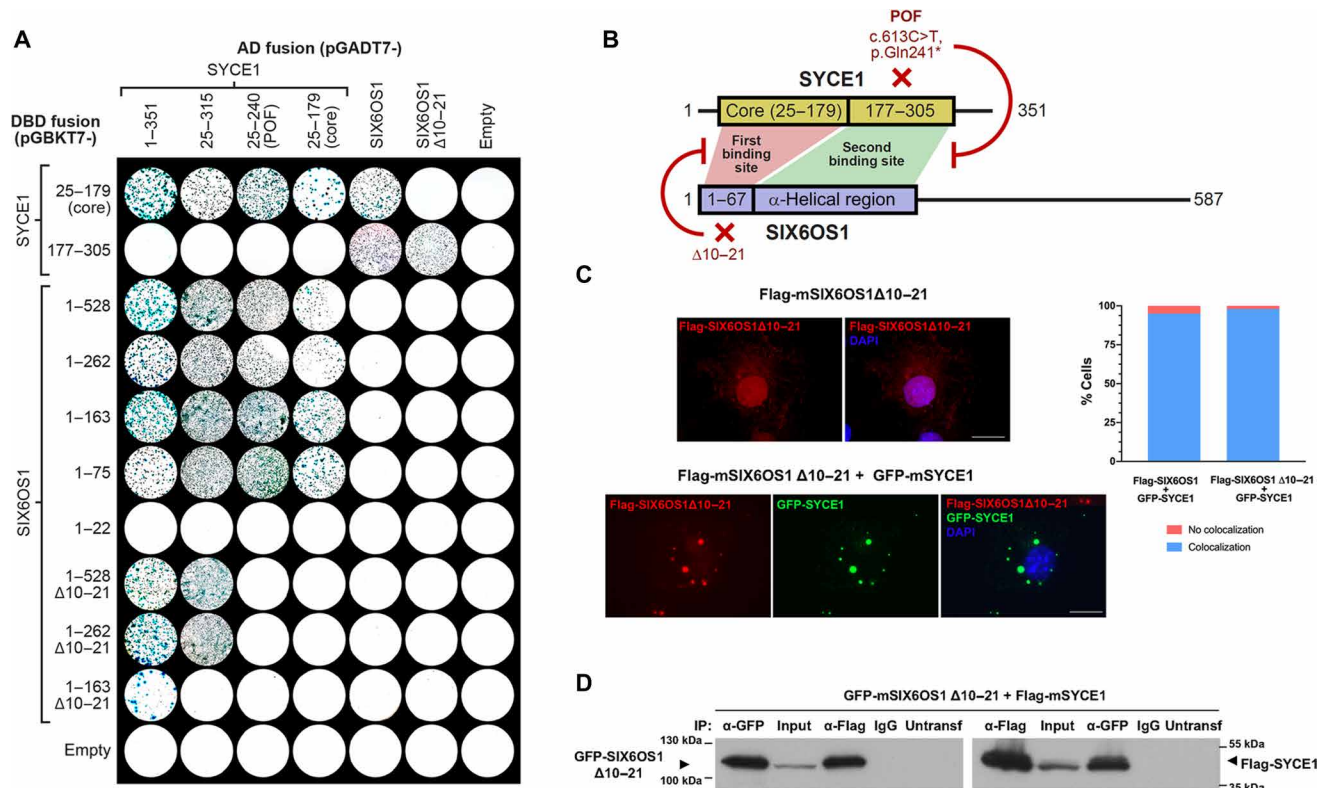 A
AD fusion (pGADT7-)
SYCE1
DBD fusion
(pGBKT7-)
1–351
25–315
25–240
(POF)
25–179
(core)
SIX6OS1
SIX6OS1
Δ10–21
Empty
SYCE1
25–179
(core)
177–305
SIX6OS1
1–528
1–262
1–163
1–75
1–22
1–528
Δ10–21
1–262
Δ10–21
1–163
Δ10–21
Empty
B
POF
c.613C>T,
p.Gln241*
SYCE1
1
Core (25–179)
177–305
351
First
binding
site
Second
binding site
1
1–67
α-Helical region
587
SIX6OS1
Δ10–21
C
Flag-mSIX6OS1Δ10–21
Flag-SIX6OS1Δ10–21
Flag-SIX6OS1Δ10–21
DAPI
Flag-mSIX6OS1 Δ10–21 + GFP-mSYCE1
Flag-SIX6OS1Δ10–21
GFP-SYCE1
Flag-SIX6OS1Δ10–21
GFP-SYCE1
DAPI
% Cells
100
75
50
25
0
Flag-SIX6OS1
+
GFP-SYCE1
Flag-SIX6OS1 Δ10–21
+
GFP-SYCE1
No colocalization
Colocalization
D
GFP-mSIX6OS1 Δ10–21 + Flag-mSYCE1
IP: α-GFP Input α-Flag IgG Untransf α-Flag Input α-GFP IgG Untransf
130 kDa
GFP-SIX6OS1
Δ10–21
100 kDa
55 kDa
Flag-SYCE1
35 kDa